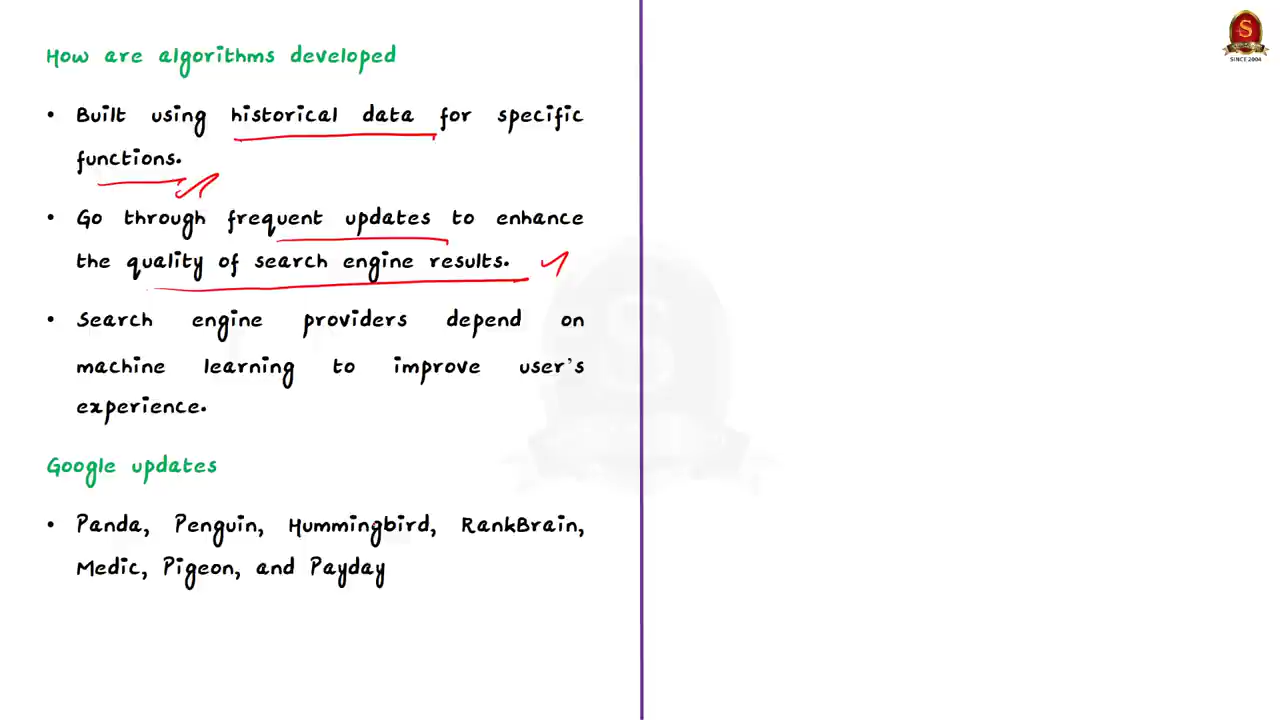 How are algorithms developed
• Built using historical data for specific
functions.
• Go through frequent updates to enhance
the quality of search engine results.
• Search engine providers depend on
machine learning to improve user's
experience.
Google updates
• Panda, Penguin, Hummingbird, RankBrain,
Medic, Pigeon, and Payday
S
SINCE 2004